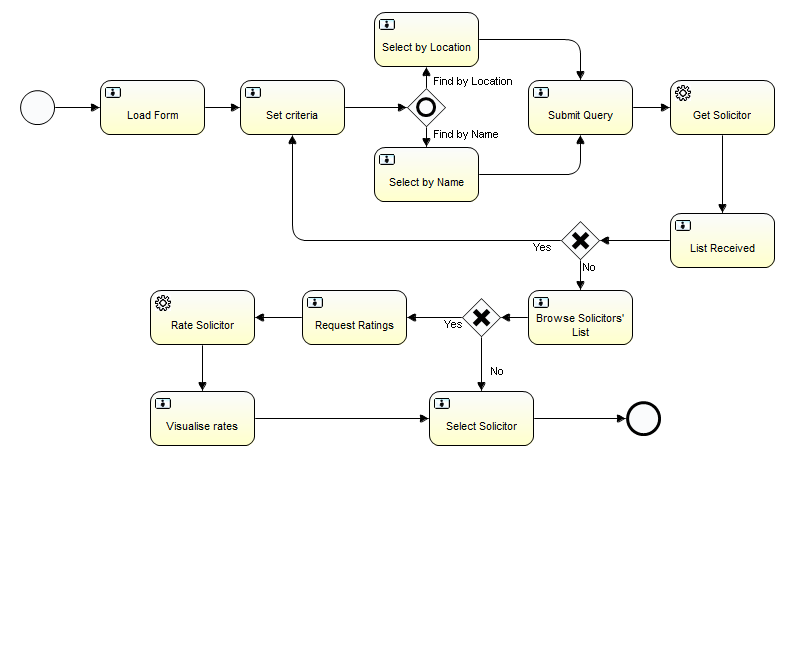 Select by Location
Find by Location
Load Form
Set criteria
Submit Query
Get Solicitor
Find by Name
Select by Name
Yes
List Received
No
Rate Solicitor
Request Ratings
Yes
Browse Solicitors'
List
No
Visualise rates
Select Solicitor